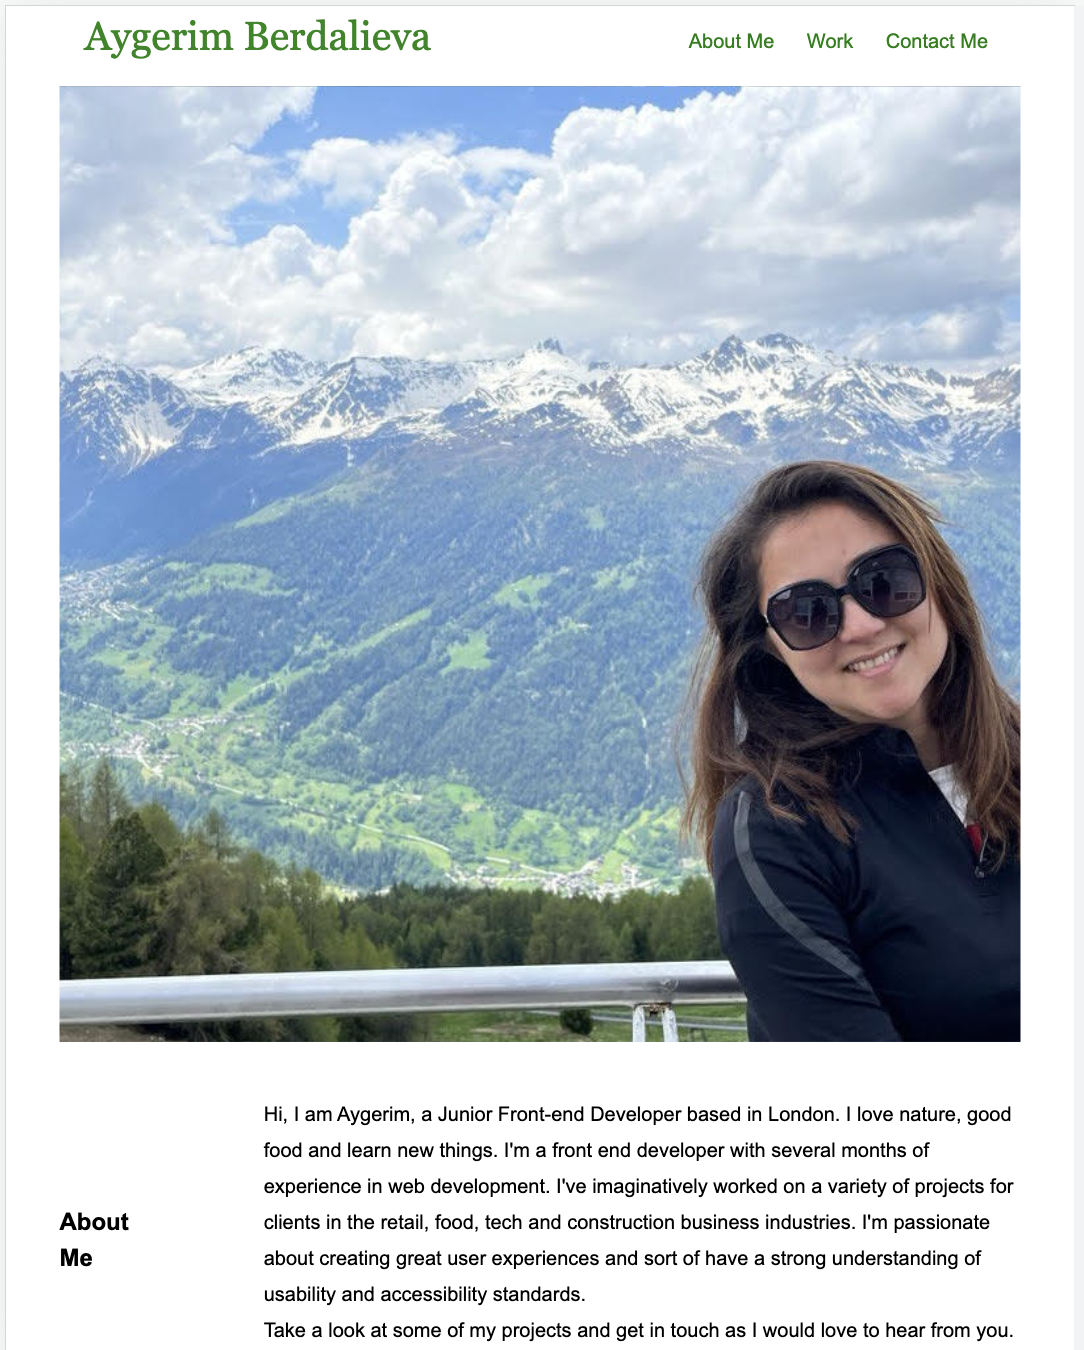 Aygerim Berdalieva
About Me Work Contact Me
Hi, I am Aygerim, a Junior Front-end Developer based in London. I love nature, good
food and learn new things. I'm a front end developer with several months of
experience in web development. I've imaginatively worked on a variety of projects for
clients in the retail, food, tech and construction business industries. I'm passionate
about creating great user experiences and sort of have a strong understanding of
usability and accessibility standards.
Take a look at some of my projects and get in touch as I would love to hear from you.
About
Me